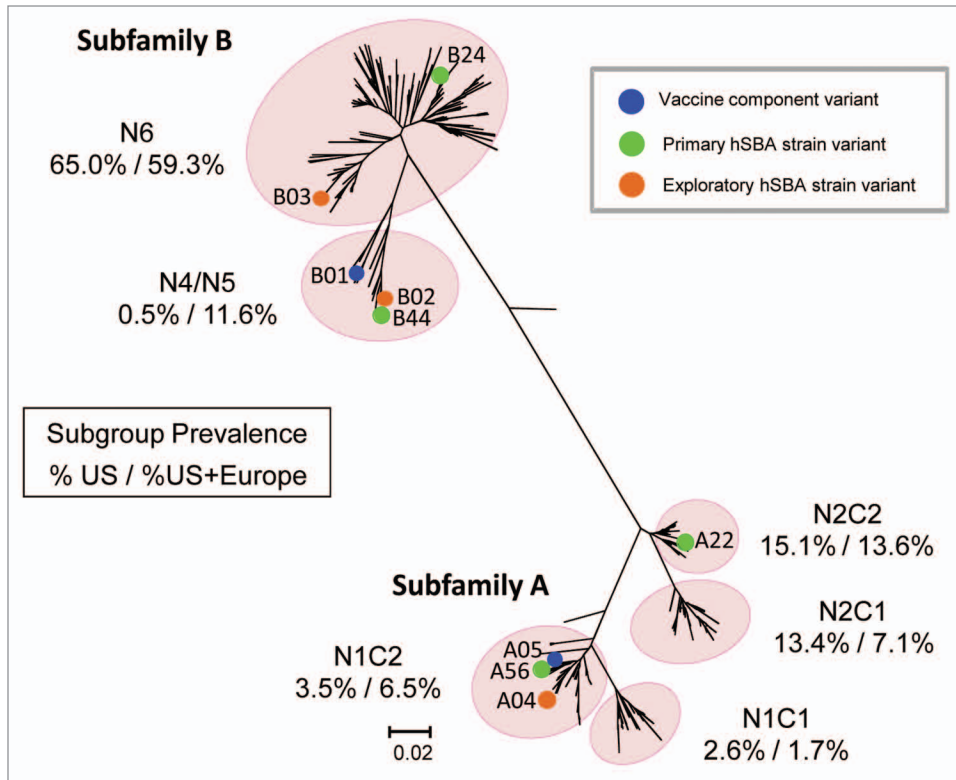 Subfamily B
B24
N6
65.0% / 59.3%
B03
Vaccine component variant
Primary hSBA strain variant
Exploratory hSBA strain variant
N4/N5
0.5% / 11.6%
B01
B02
B44
Subgroup Prevalence
% US / %US+Europe
N2C2
15.1% / 13.6%
A22
Subfamily A
N2C1
13.4% / 7.1%
N1C2
3.5% / 6.5%
A05
A56
A04
N1C1
2.6% / 1.7%
0.02